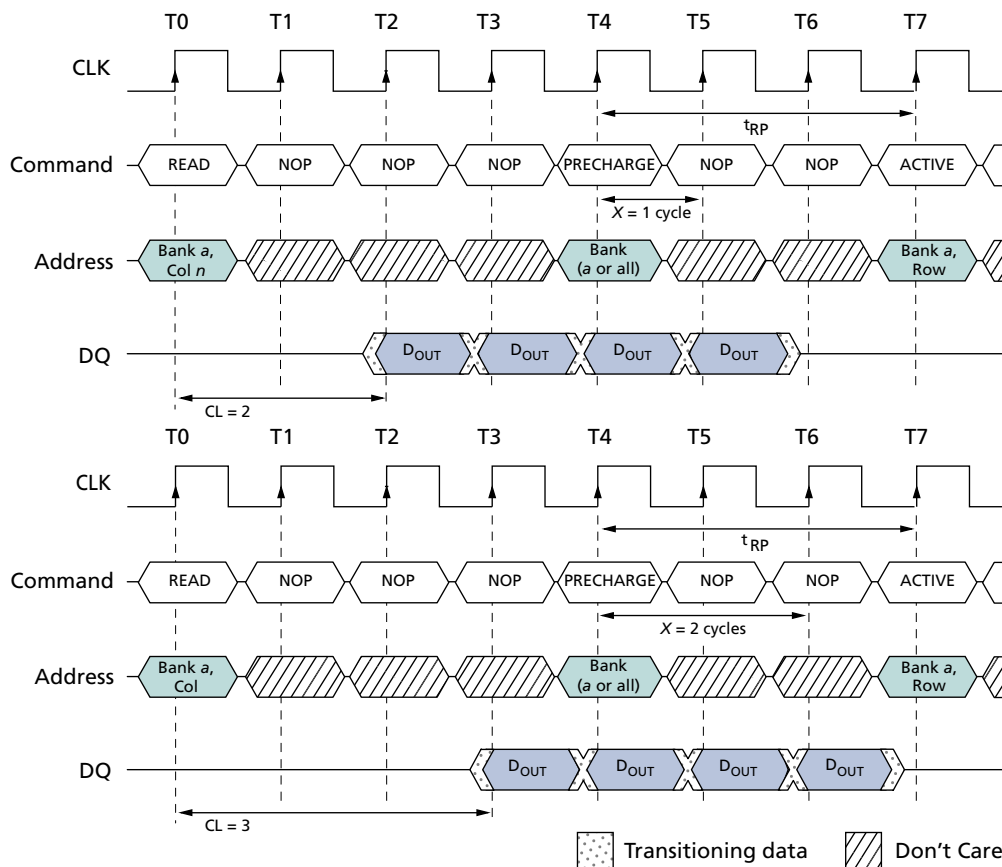 T0 T1 T2 T3 T4 T5 T6 T7
CLK
tRP
Command READ NOP NOP NOP PRECHARGE NOP NOP ACTIVE
X = 1 cycle
Address Bank a, Col n Bank (a or all) Bank a, Row
DQ DOUT DOUT DOUT DOUT
CL = 2
T0 T1 T2 T3 T4 T5 T6 T7
CLK
tRP
Command READ NOP NOP NOP PRECHARGE NOP NOP ACTIVE
X = 2 cycles
Address Bank a, Col Bank (a or all) Bank a, Row
DQ DOUT DOUT DOUT DOUT
CL = 3
Transitioning data Don't Care